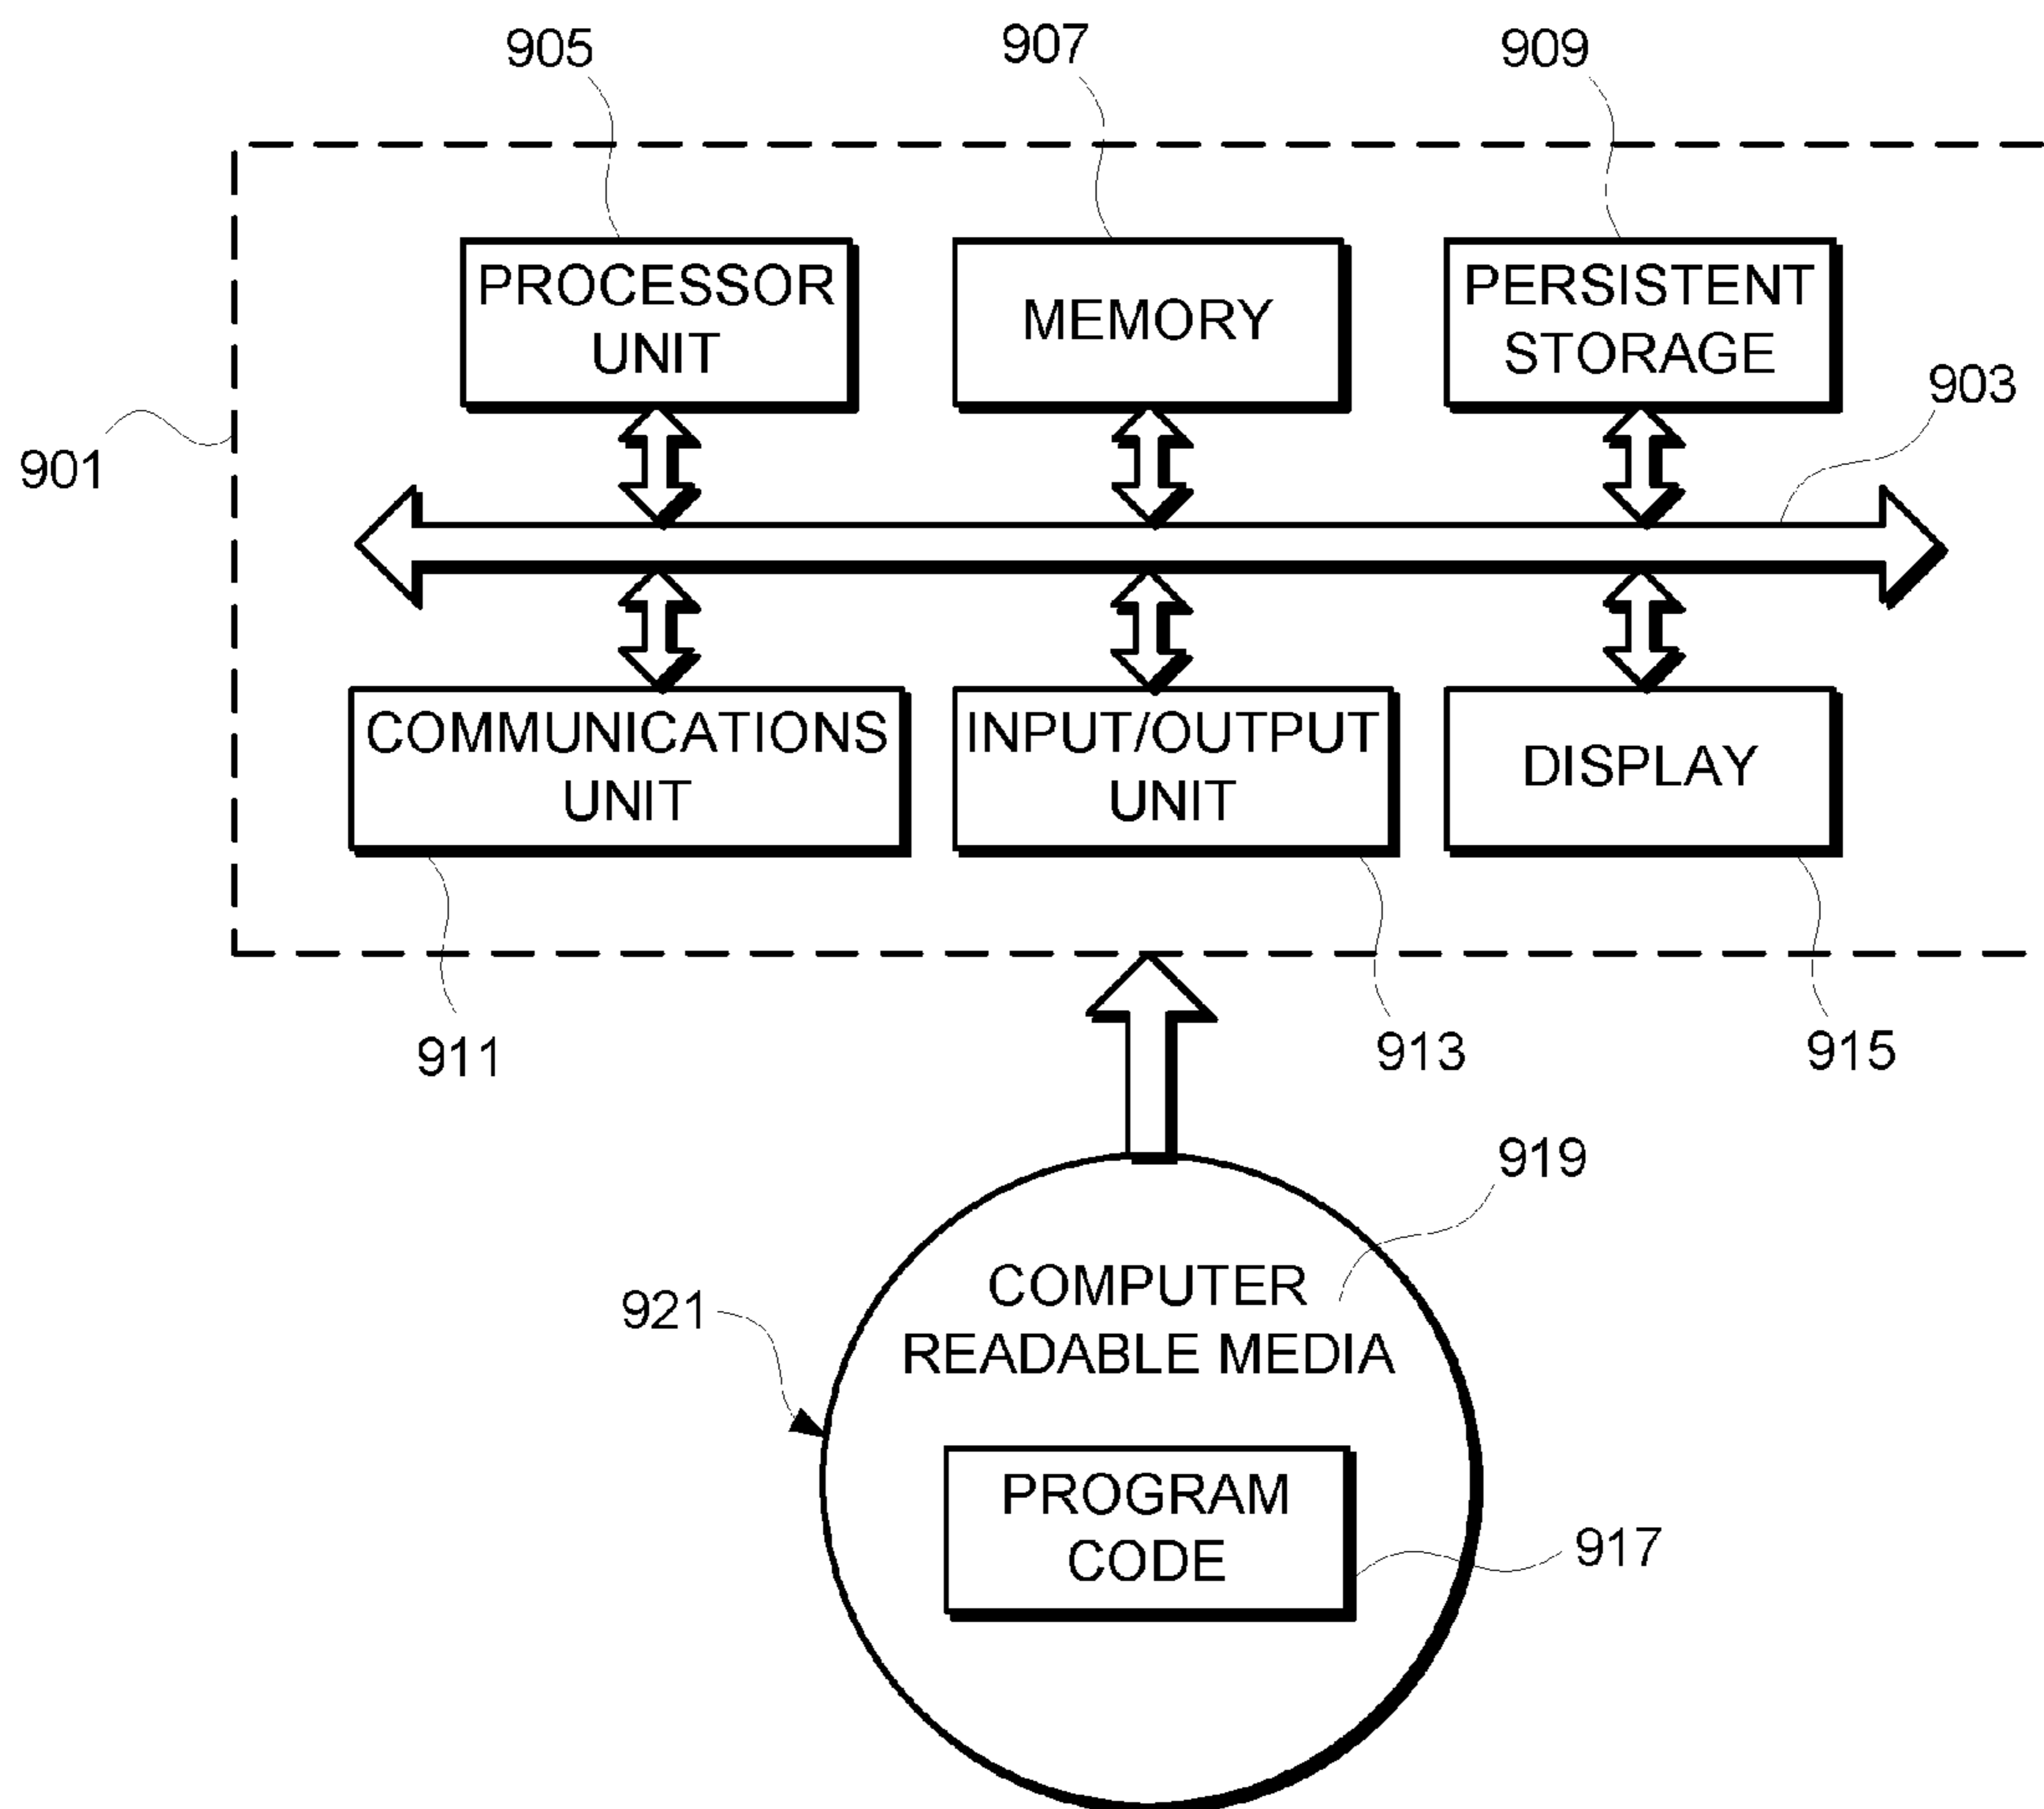 905
907
909
PROCESSOR
UNIT
MEMORY
PERSISTENT
STORAGE
903
901
COMMUNICATIONS
UNIT
INPUT/OUTPUT
UNIT
DISPLAY
911
913
915
919
COMPUTER
READABLE MEDIA
921
PROGRAM
CODE
917